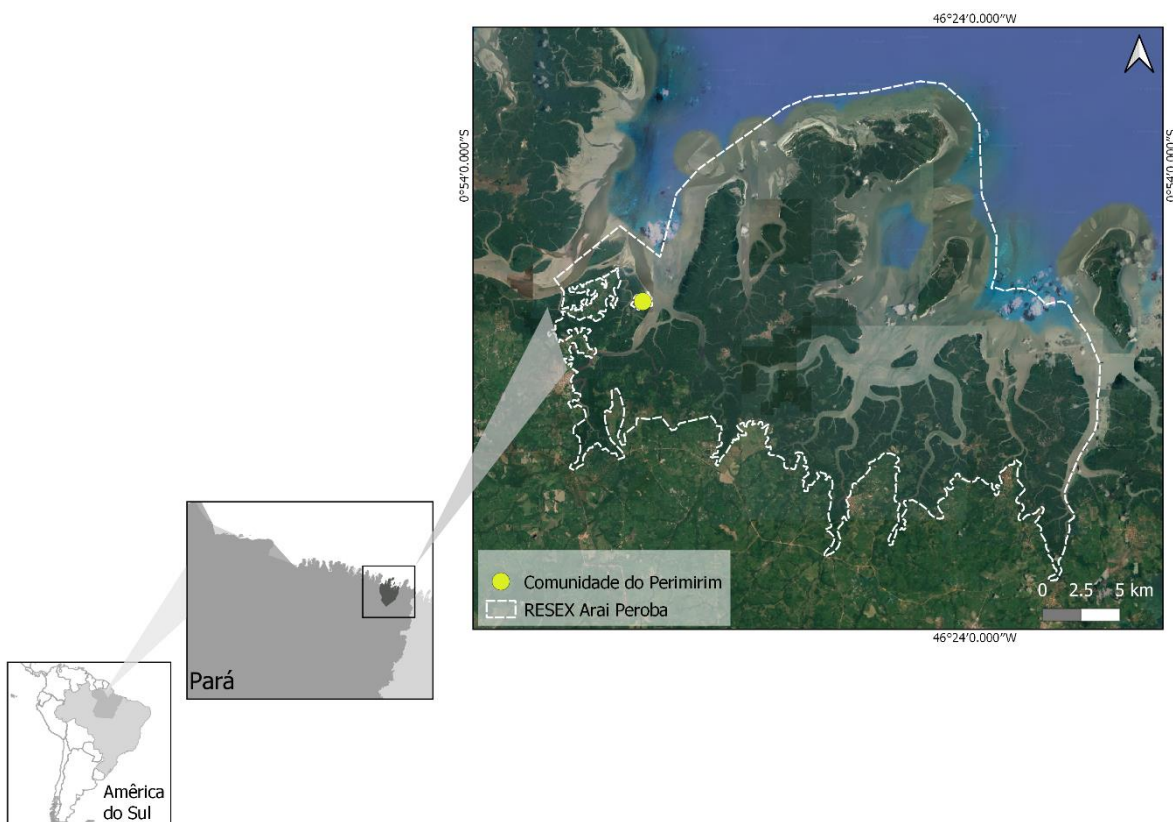 46°24'0.000"W
0°54'0.000"S
0°54'0.000"S
Comunidade do Perimirim
RESEX Arai Peroba
0 2.5 5 km
46°24'0.000"W
Pará
América
do Sul